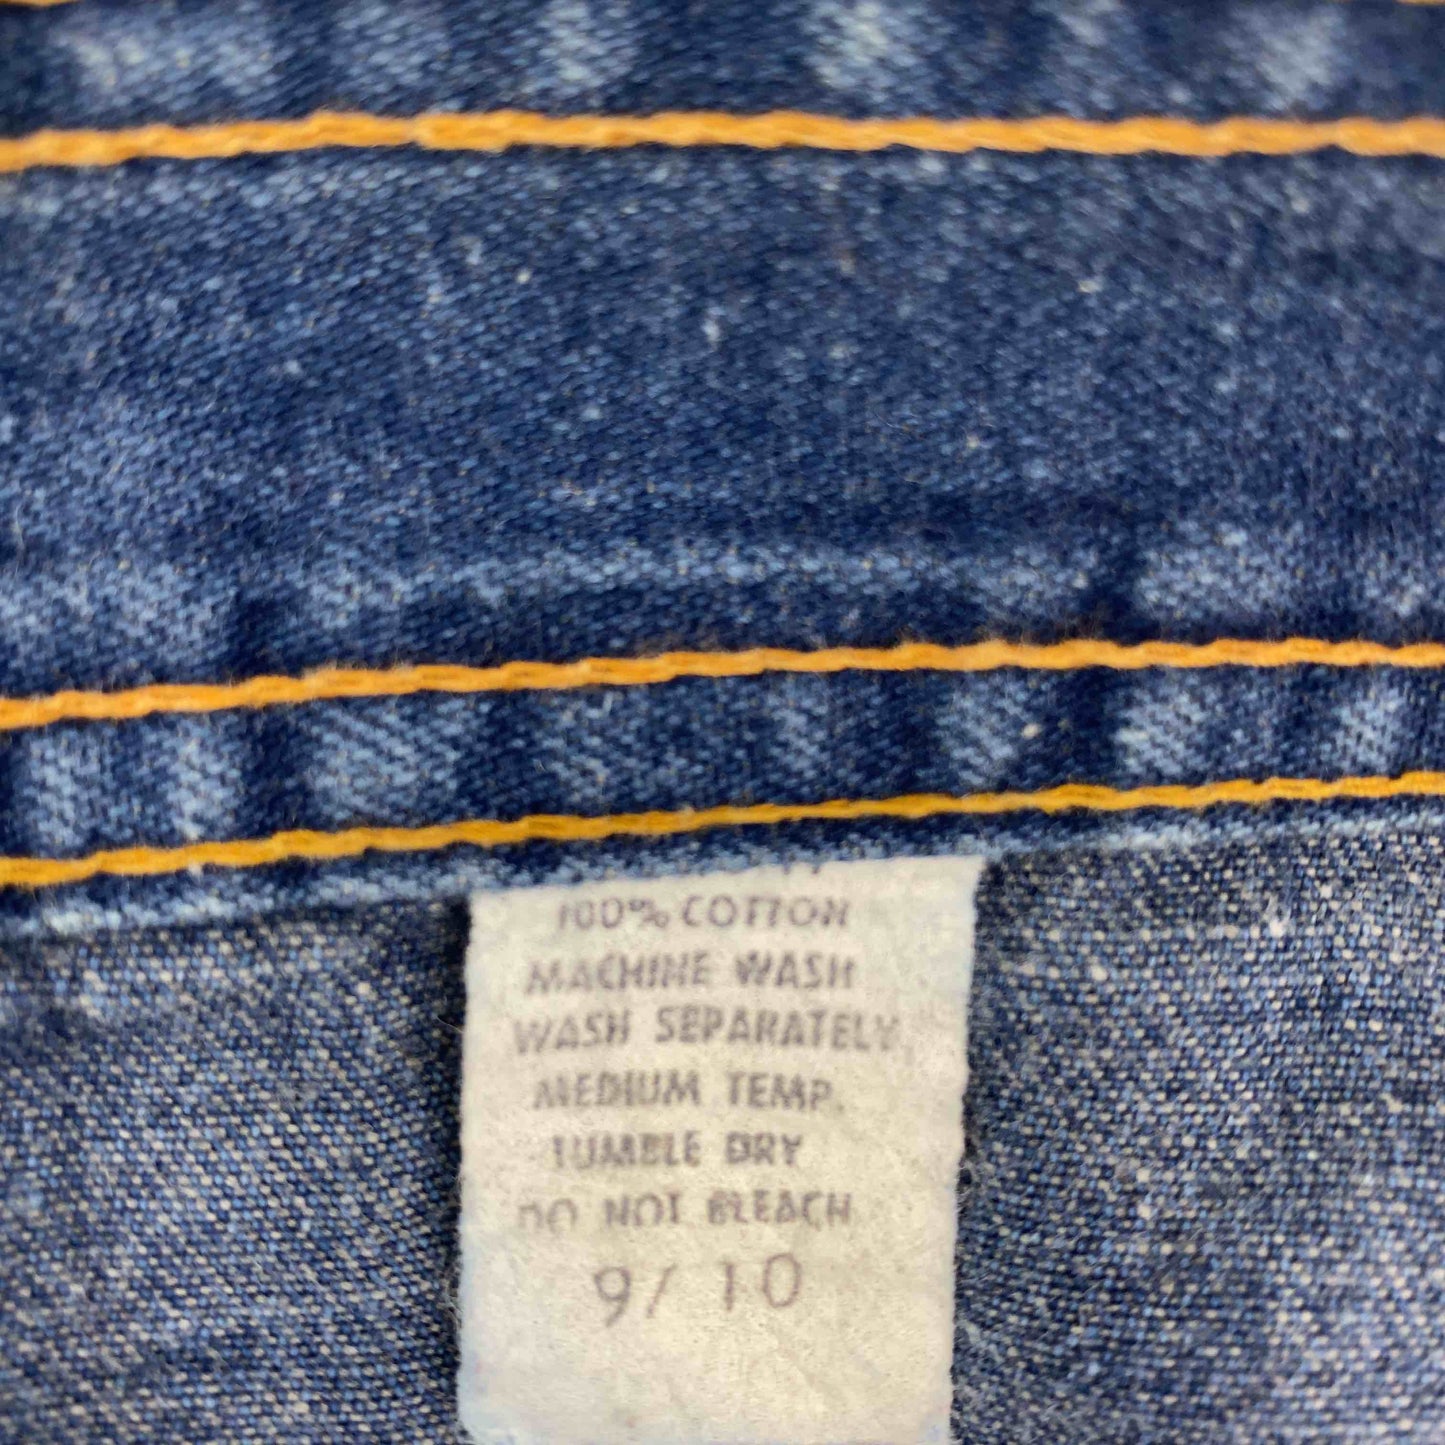 100% COTTON
MACHINE WASH
WASH SEPARATELY,
MEDIUM TEMP.
TUMBLE DRY
DO NOT BLEACH
9/10